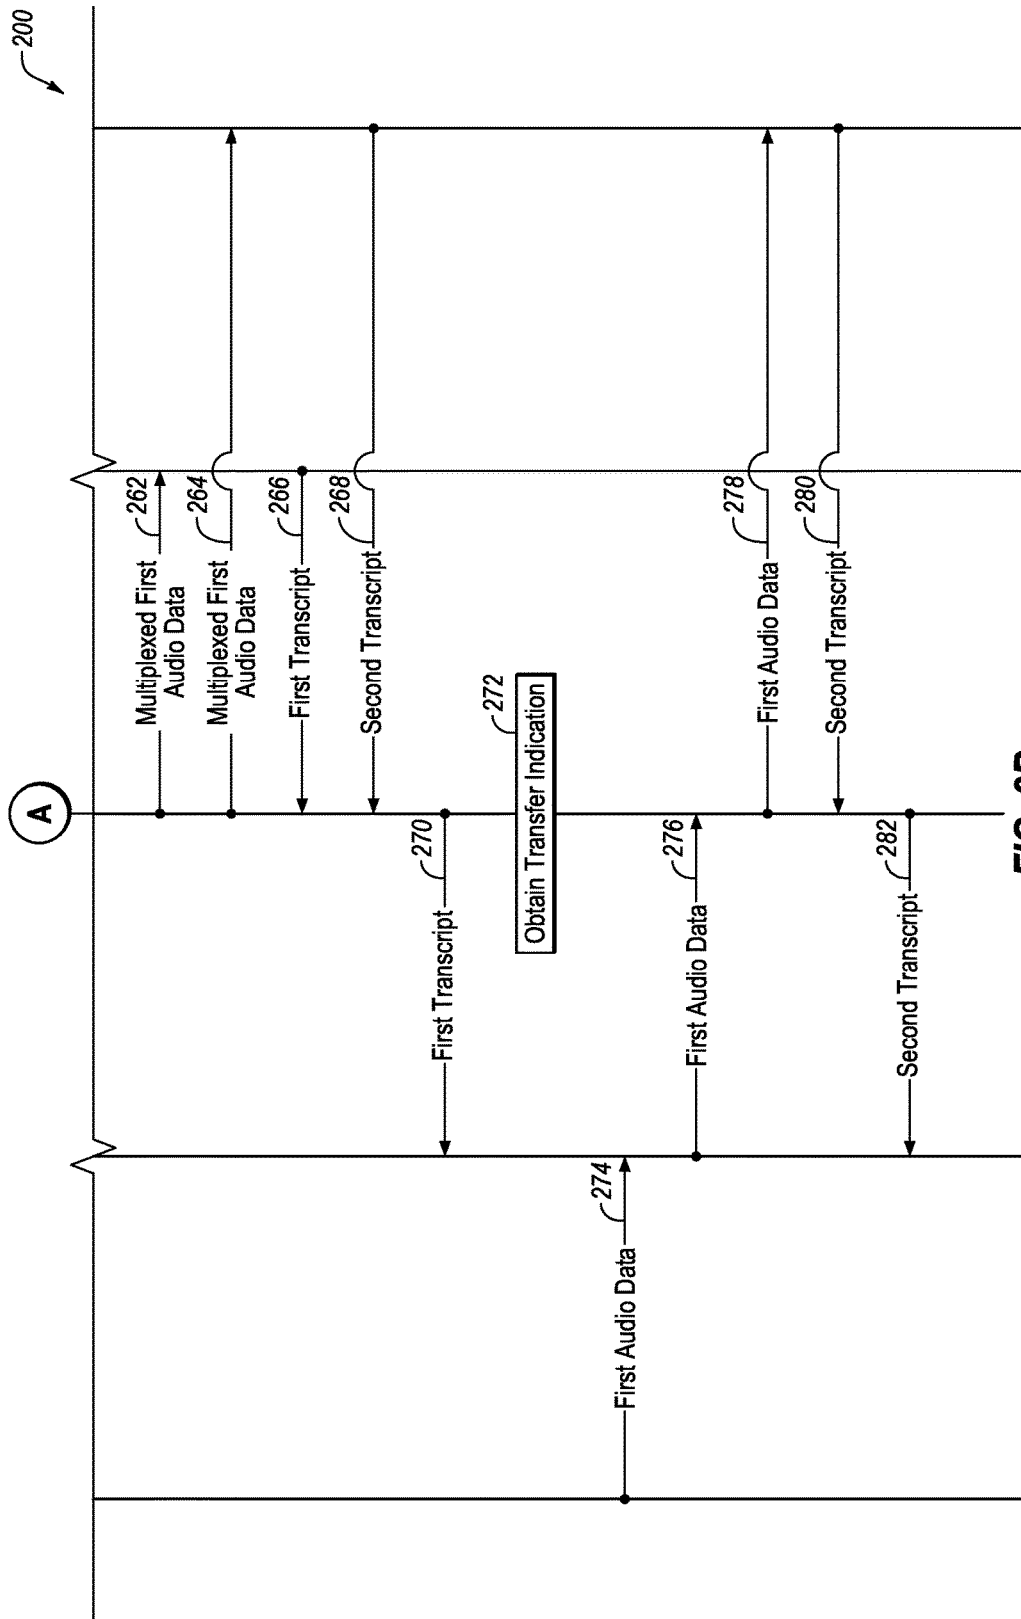 200
A
262
Multiplexed First
Audio Data
264
Multiplexed First
Audio Data
266
First Transcript
268
Second Transcript
270
First Transcript
272
Obtain Transfer Indication
274
First Audio Data
276
First Audio Data
278
First Audio Data
280
Second Transcript
282
Second Transcript